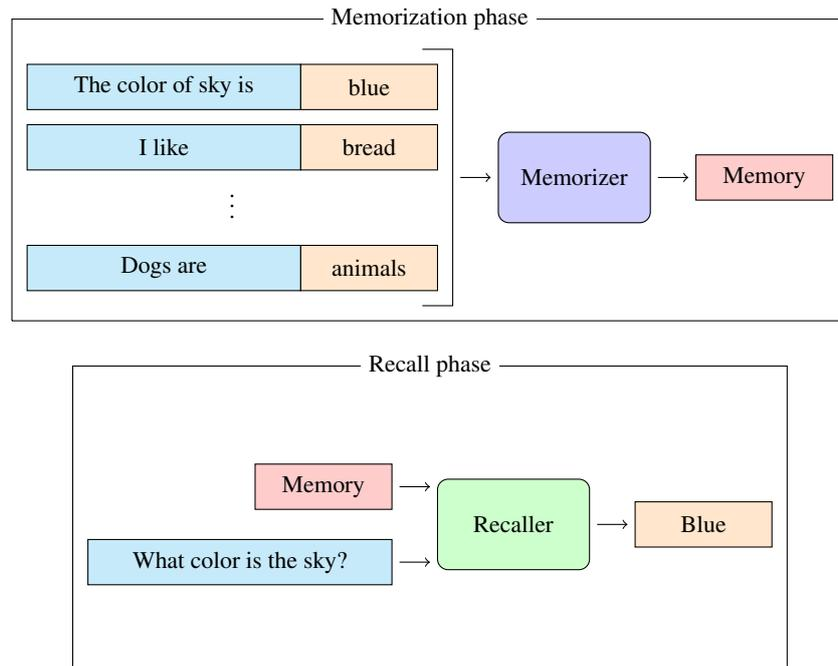 Memorization phase
The color of sky is blue
I like bread
⋮
Dogs are animals
Memorizer
Memory
Recall phase
Memory
What color is the sky?
Recaller
Blue